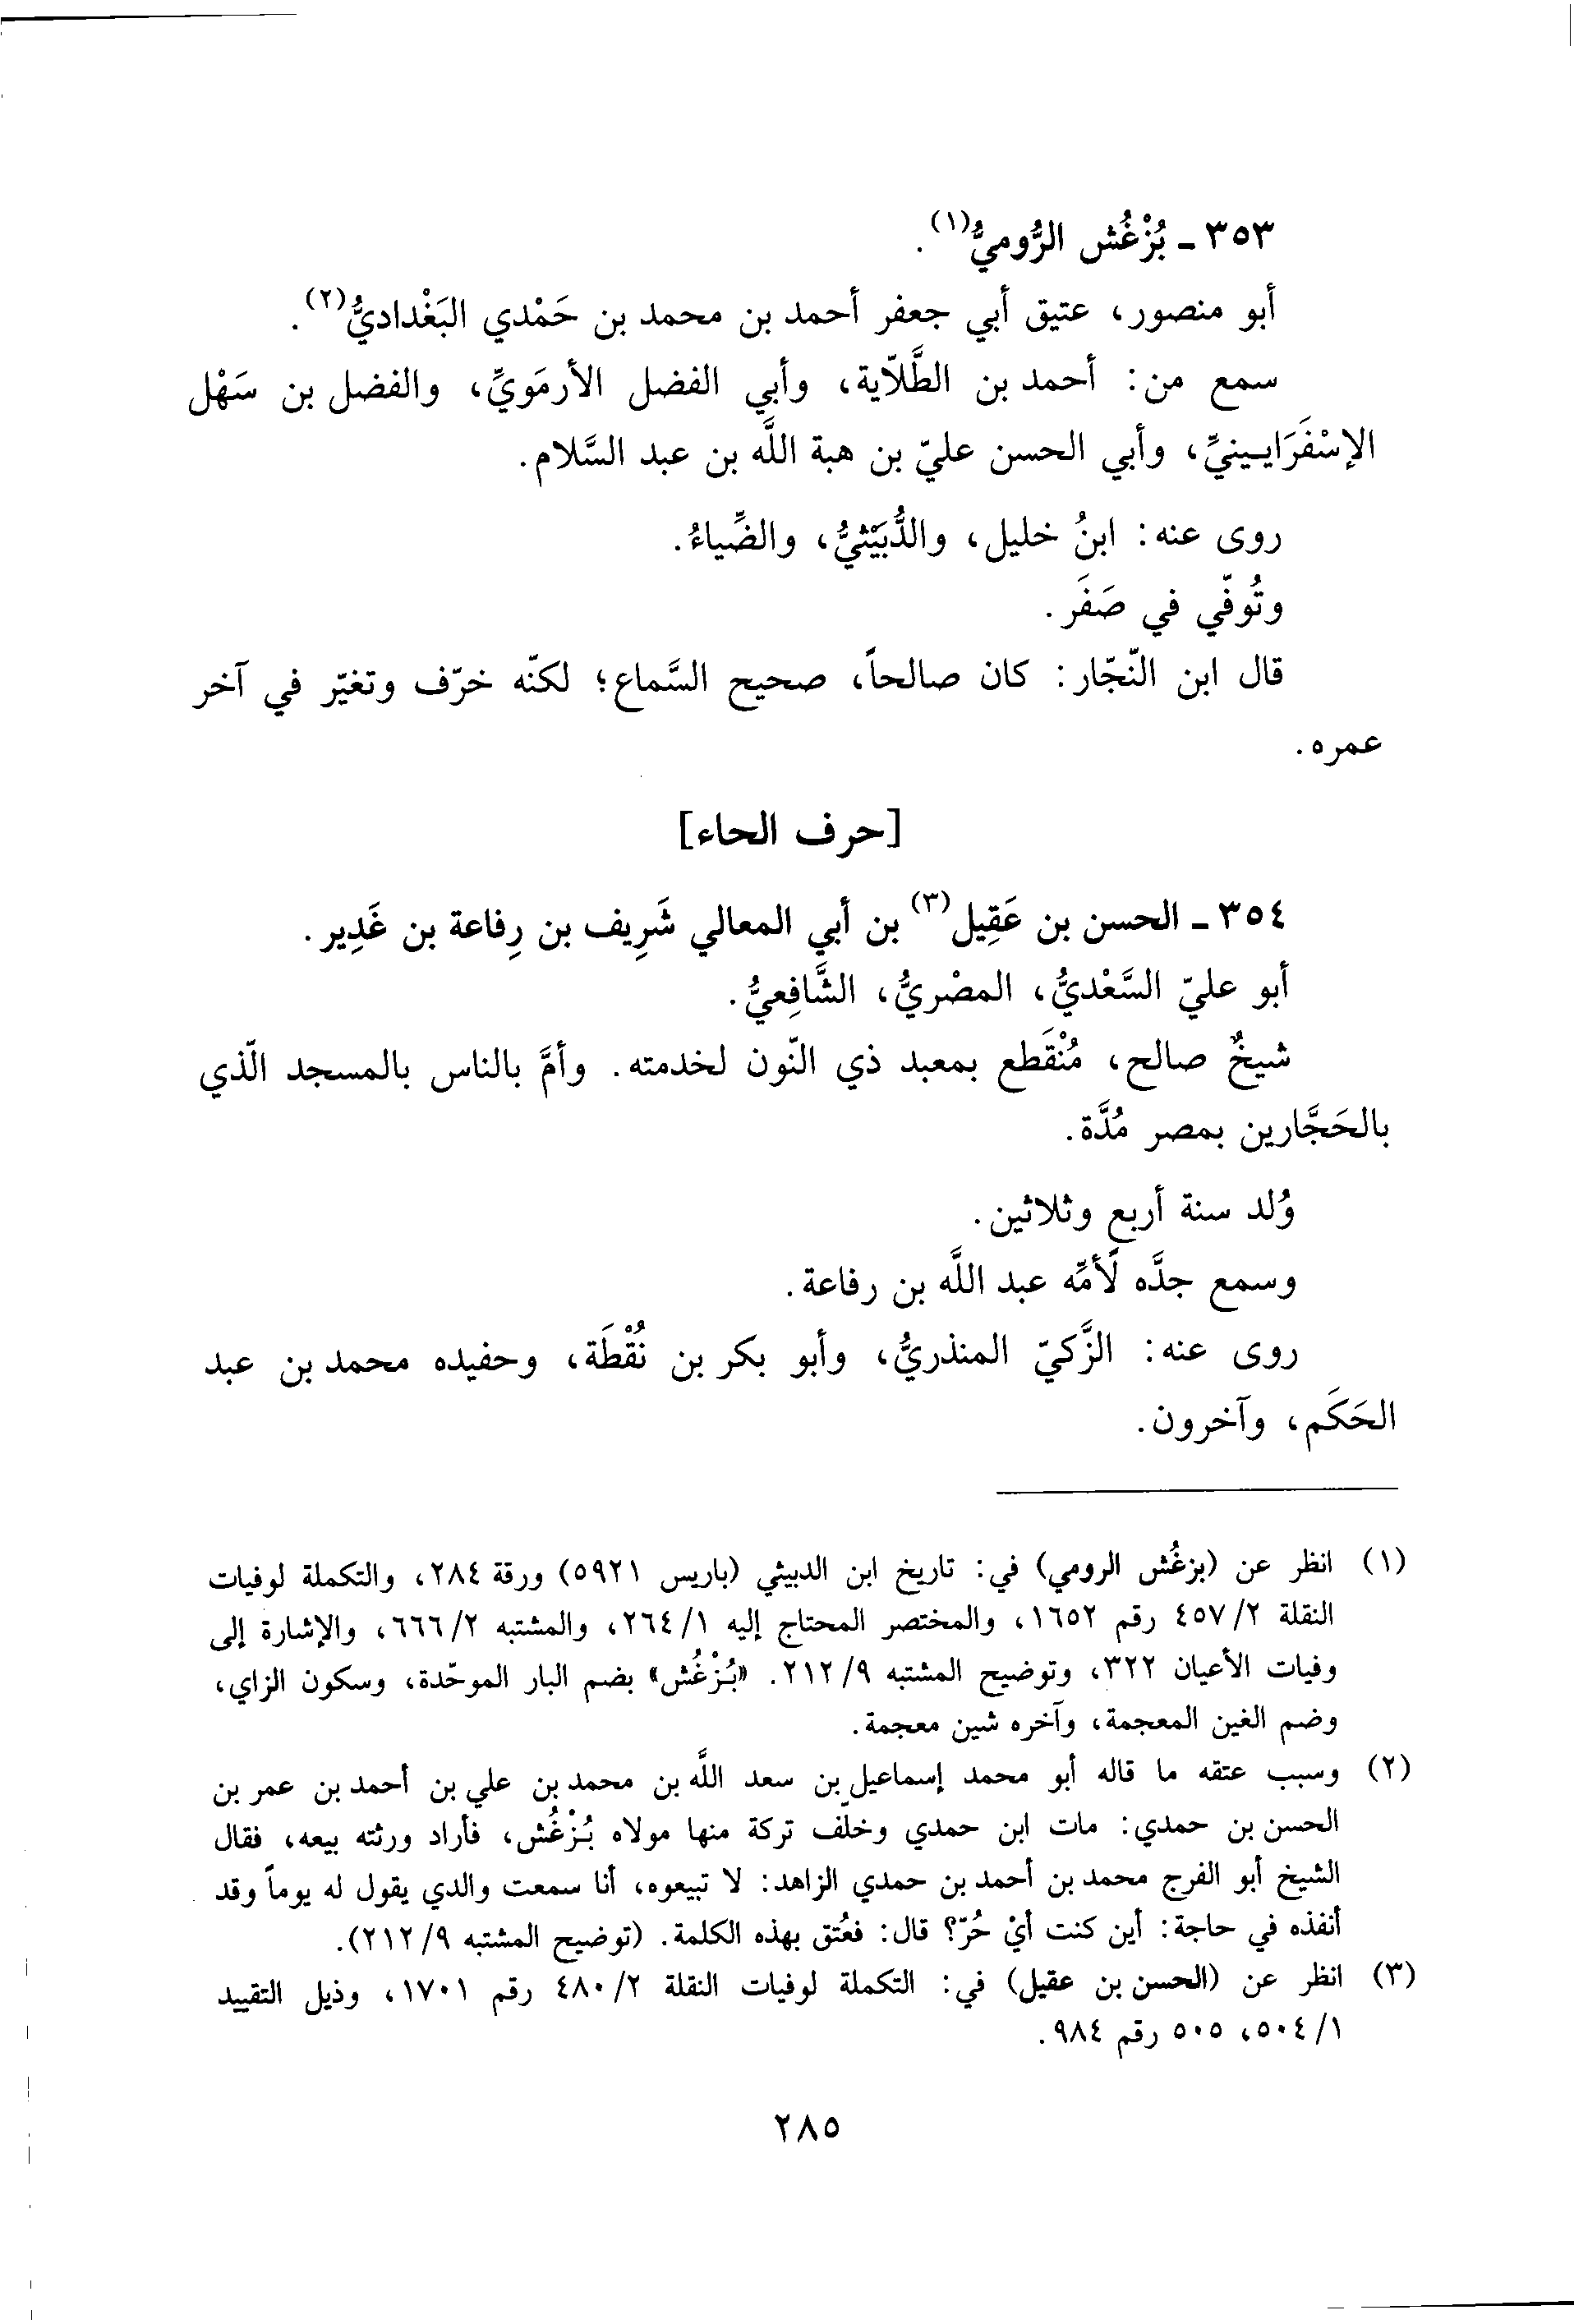 ٣٥٣ ـ بُزْغُش الرُّوميُّ(١).
أبو منصور، عتيق أبي جعفر أحمد بن محمد بن حَمْدي البَغْداديُّ(٢).
سمع من: أحمد بن الطَّلّاية، وأبي الفضل الأرمَويِّ، والفضل بن سَهْل
الإسْفَرَايـينيِّ، وأبي الحسن عليّ بن هبة اللَّه بن عبد السَّلام.
روى عنه: ابنُ خليل، والدُّبَيْثيُّ، والضِّياءُ.
وتُوفّي في صَفَر.
قال ابن النّجّار: كان صالحاً، صحيح السَّماع؛ لكنّه خرّف وتغيّر في آخر
عمره.
[حرف الحاء]
٣٥٤ ـ الحسن بن عَقِيل(٣) بن أبي المعالي شَرِيف بن رِفاعة بن غَدِير.
أبو عليّ السَّعْديُّ، المصْريُّ، الشَّافِعيُّ.
شيخٌ صالح، مُنْقَطع بمعبد ذي النّون لخدمته. وأمَّ بالناس بالمسجد الّذي
بالحَجَّارين بمصر مُدَّة.
وُلد سنة أربع وثلاثين.
وسمع جدَّه لأمِّه عبد اللَّه بن رفاعة.
روى عنه: الزَّكيّ المنذريُّ، وأبو بكر بن نُقْطَة، وحفيده محمد بن عبد
الحَكَم، وآخرون.
(١) انظر عن (بزغُش الرومي) في: تاريخ ابن الدبيثي (باريس ٥٩٢١) ورقة ٢٨٤، والتكملة لوفيات
النقلة ٢/ ٤٥٧ رقم ١٦٥٢، والمختصر المحتاج إليه ١/ ٢٦٤، والمشتبه ٢/ ٦٦٦، والإشارة إلى
وفيات الأعيان ٣٢٢، وتوضيح المشتبه ٩/ ٢١٢. «بُزْغُش» بضم البار الموحّدة، وسكون الزاي،
وضم الغين المعجمة، وآخره شين معجمة.
(٢) وسبب عتقه ما قاله أبو محمد إسماعيل بن سعد اللَّه بن محمد بن علي بن أحمد بن عمر بن
الحسن بن حمدي: مات ابن حمدي وخلّف تركة منها مولاه بُزْغُش، فأراد ورثته بيعه، فقال
الشيخ أبو الفرج محمد بن أحمد بن حمدي الزاهد: لا تبيعوه، أنا سمعت والدي يقول له يوماً وقد
أنفذه في حاجة: أين كنت أيْ حُرّ؟ قال: فعُتق بهذه الكلمة. (توضيح المشتبه ٩/ ٢١٢).
(٣) انظر عن (الحسن بن عقيل) في: التكملة لوفيات النقلة ٢/ ٤٨٠ رقم ١٧٠١، وذيل التقييد
١/ ٥٠٤، ٥٠٥ رقم ٩٨٤.
٢٨٥